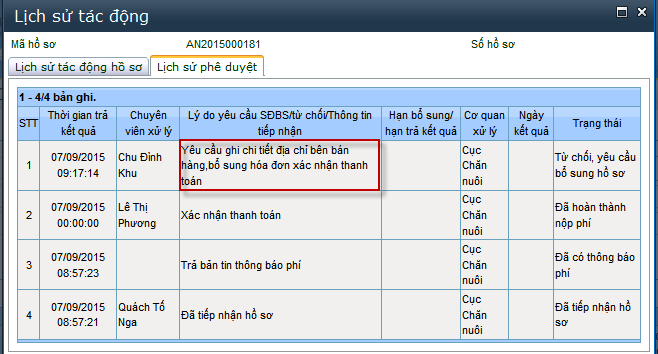 Lịch sử tác động
Mã hồ sơ AN2015000181 Số hồ sơ
Lịch sử tác động hồ sơ Lịch sử phê duyệt
1 - 4/4 bản ghi.
STT Thời gian trả kết quả Chuyên viên xử lý Lý do yêu cầu SĐBS/từ chối/Thông tin tiếp nhận Hạn bổ sung/ hạn trả kết quả Cơ quan xử lý Ngày kết quả Trạng thái
1 07/09/2015 09:17:14 Chu Đình Khu Yêu cầu ghi chi tiết địa chỉ bên bán hàng,bổ sung hóa đơn xác nhận thanh toán Cục Chăn nuôi Từ chối, yêu cầu bổ sung hồ sơ
2 07/09/2015 00:00:00 Lê Thị Phương Xác nhận thanh toán Cục Chăn nuôi Đã hoàn thành nộp phí
3 07/09/2015 08:57:23 Trả bản tin thông báo phí Cục Chăn nuôi Đã có thông báo phí
4 07/09/2015 08:57:21 Quách Tố Nga Đã tiếp nhận hồ sơ Cục Chăn nuôi Đã tiếp nhận hồ sơ